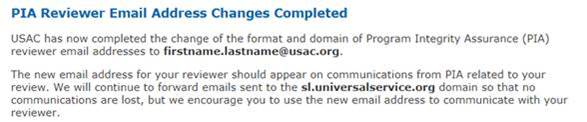 PIA Reviewer Email Address Changes Completed
USAC has now completed the change of the format and domain of Program Integrity Assurance (PIA)
reviewer email addresses to firstname.lastname@usac.org.
The new email address for your reviewer should appear on communications from PIA related to your
review. We will continue to forward emails sent to the sl.universalservice.org domain so that no
communications are lost, but we encourage you to use the new email address to communicate with your
reviewer.